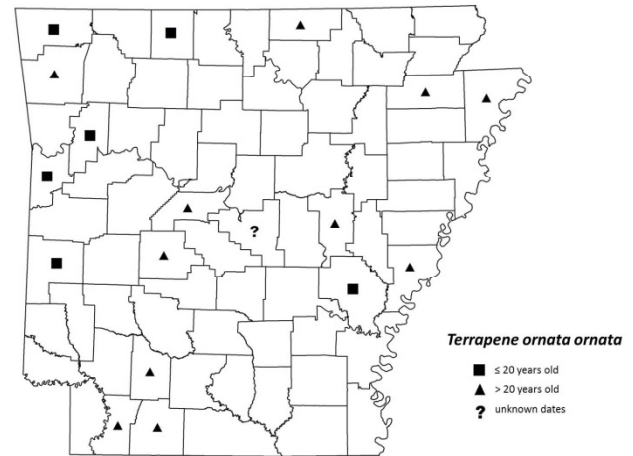 ?
Terrapene ornata ornata
≤ 20 years old
> 20 years old
? unknown dates